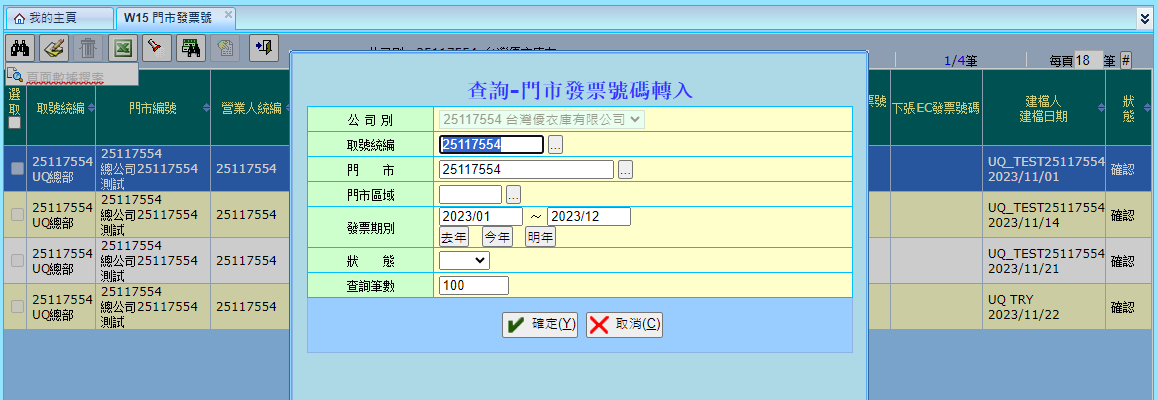 我的主頁
W15 門市發票號
1/4筆
每頁 18 筆 #
頁面數據搜索
選取
取號統編
門市編號
營業人統編
票號
下張EC發票號碼
建檔人
建檔日期
狀態
25117554
UQ總部
25117554
總公司25117554
測試
25117554
UQ_TEST25117554
2023/11/01
確認
25117554
UQ總部
25117554
總公司25117554
測試
25117554
UQ_TEST25117554
2023/11/14
確認
25117554
UQ總部
25117554
總公司25117554
測試
25117554
UQ_TEST25117554
2023/11/21
確認
25117554
UQ總部
25117554
總公司25117554
測試
25117554
UQ TRY
2023/11/22
確認
查詢-門市發票號碼轉入
公司別 25117554 台灣優衣庫有限公司
取號統編 25117554 ...
門 市 25117554 ...
門市區域 ...
發票期別 2023/01 ~ 2023/12
去年 今年 明年
狀 態
查詢筆數 100
確定(Y) 取消(C)